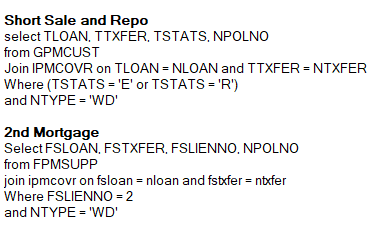 Short Sale and Repo
select TLOAN, TTXFER, TSTATS, NPOLNO
from GPMCUST
Join IPMCOVR on TLOAN = NLOAN and TTXFER = NTXFER
Where (TSTATS = 'E' or TSTATS = 'R')
and NTYPE = 'WD'
2nd Mortgage
Select FSLOAN, FSTXFER, FSLIENNO, NPOLNO
from FPMSUPP
join ipmcovr on fsloan = nloan and fstxfer = ntxfer
Where FSLIENNO = 2
and NTYPE = 'WD'